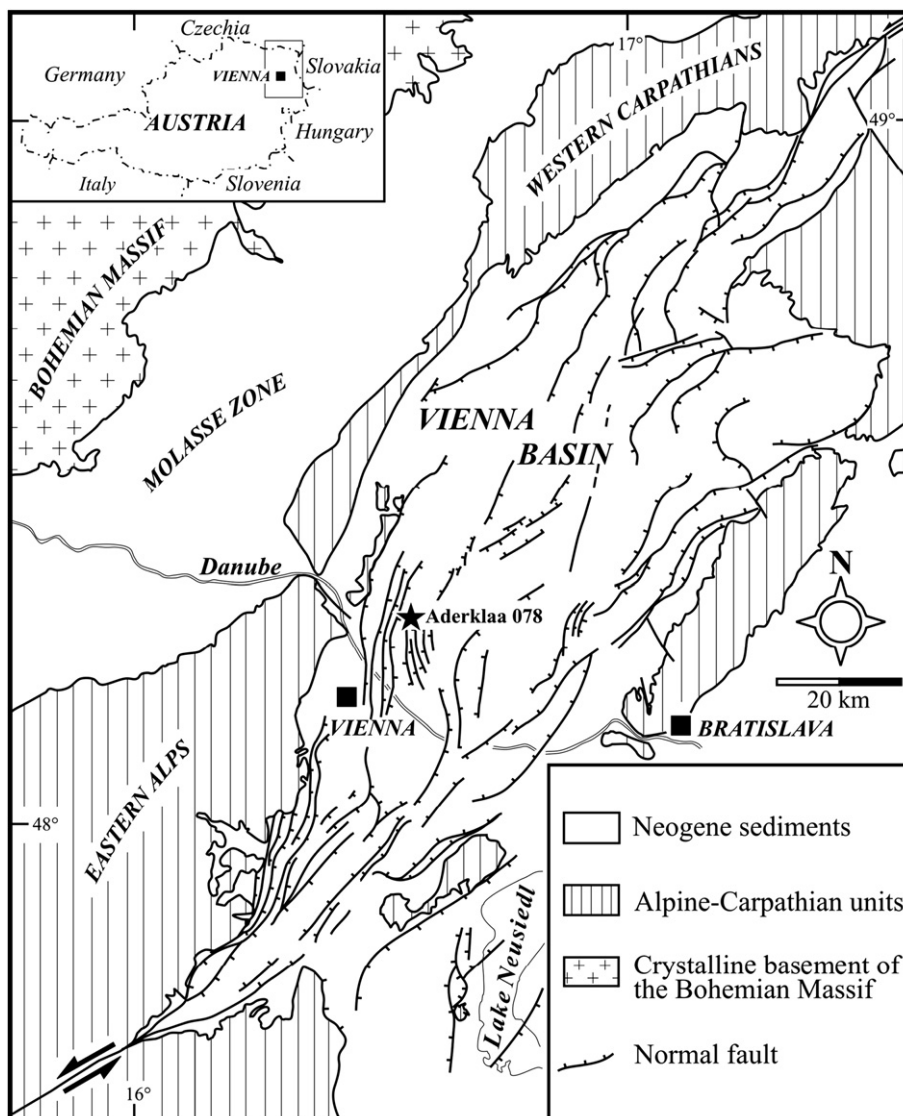 Czechia
Germany
VIENNA
Slovakia
AUSTRIA
Hungary
Italy
Slovenia
17°
49°
WESTERN CARPATHIANS
BOHEMIAN MASSIF
MOLASSE ZONE
VIENNA
BASIN
Danube
Aderklaa 078
N
20 km
VIENNA
BRATISLAVA
EASTERN ALPS
48°
Lake Neusiedl
16°
Neogene sediments
Alpine-Carpathian units
Crystalline basement of
the Bohemian Massif
Normal fault